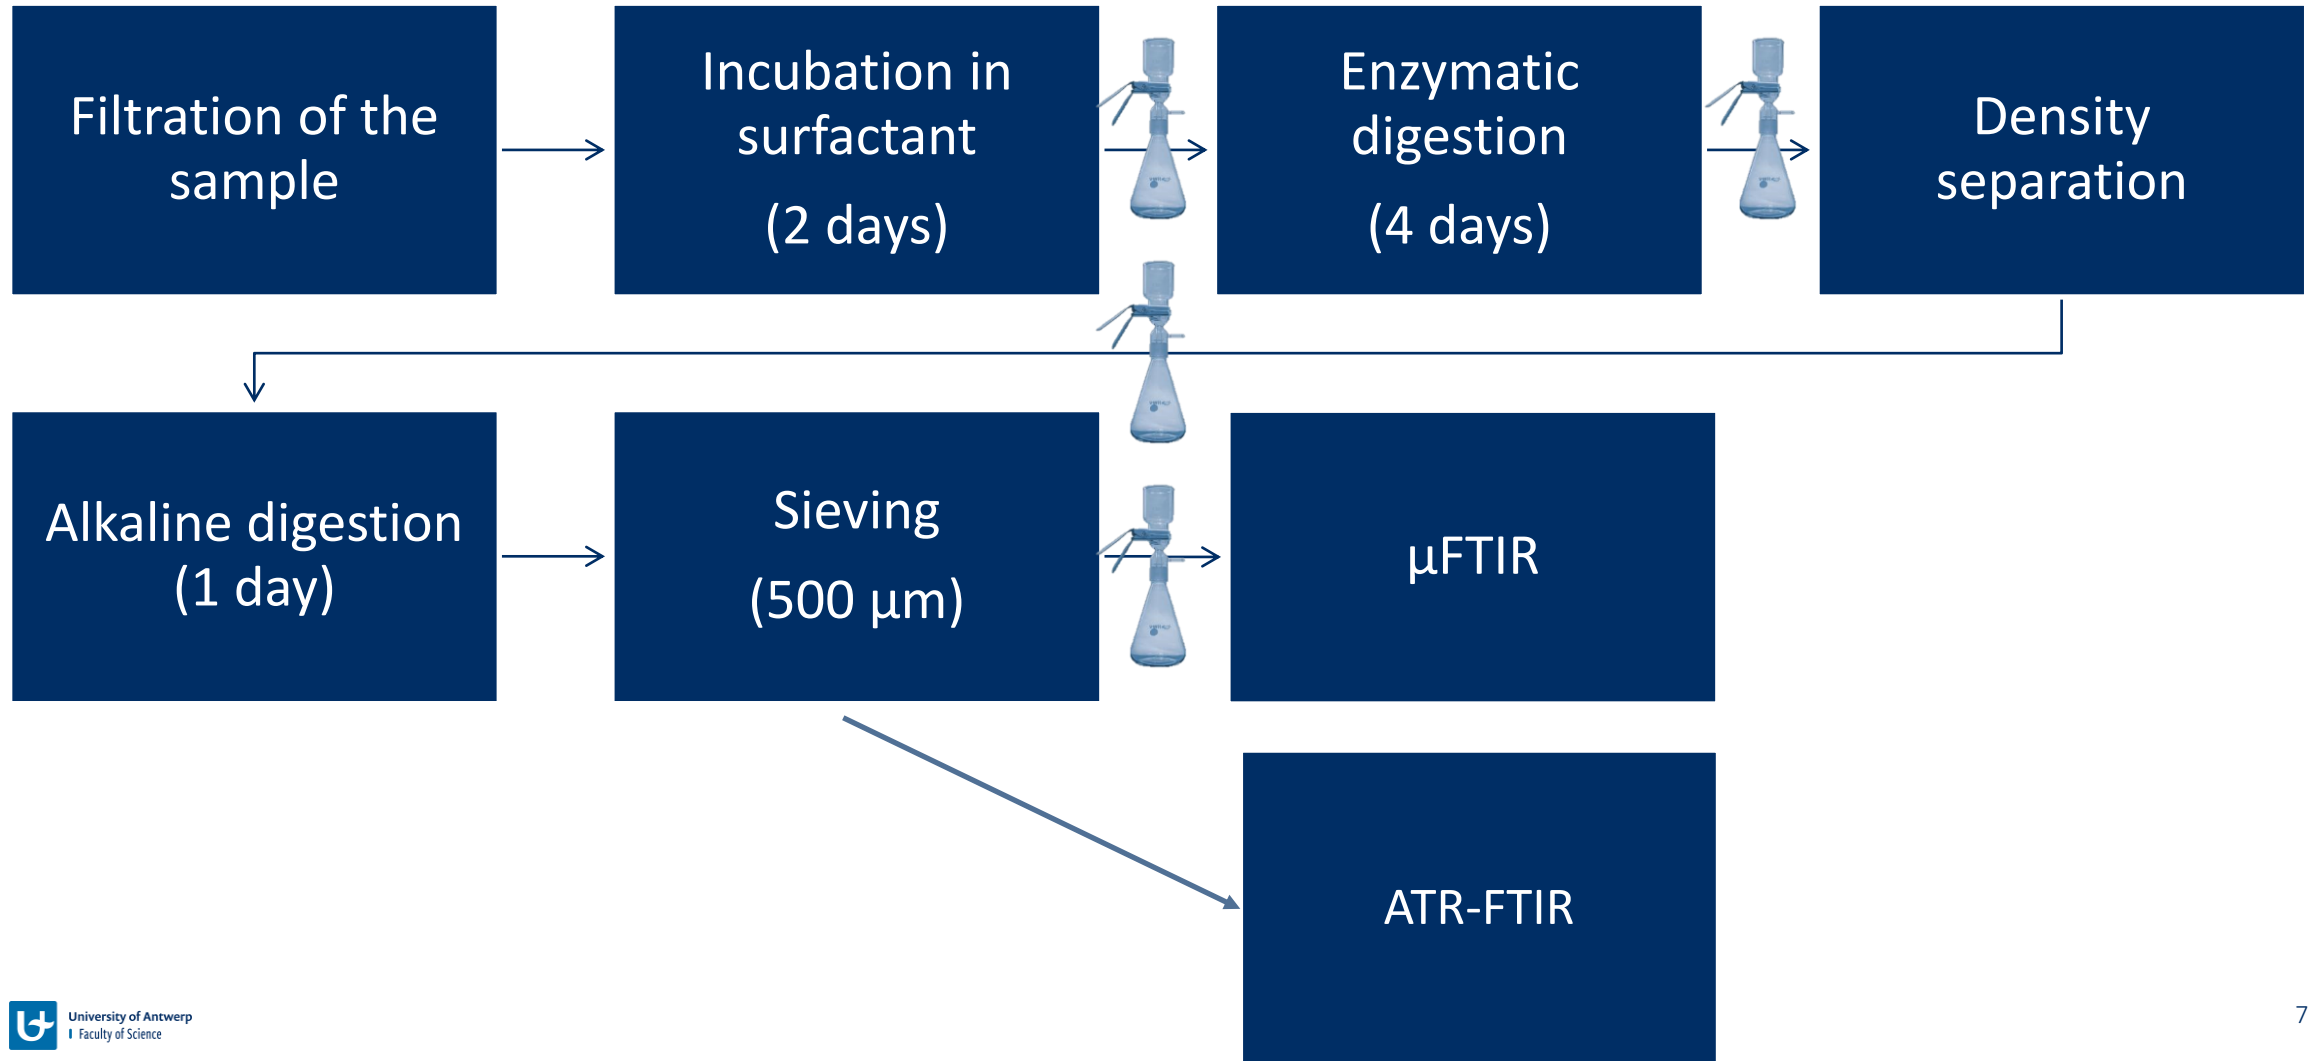 Filtration of the
sample
Incubation in
surfactant
(2 days)
Enzymatic
digestion
(4 days)
Density
separation
Alkaline digestion
(1 day)
Sieving
(500 µm)
µFTIR
ATR-FTIR
University of Antwerp
Faculty of Science
7